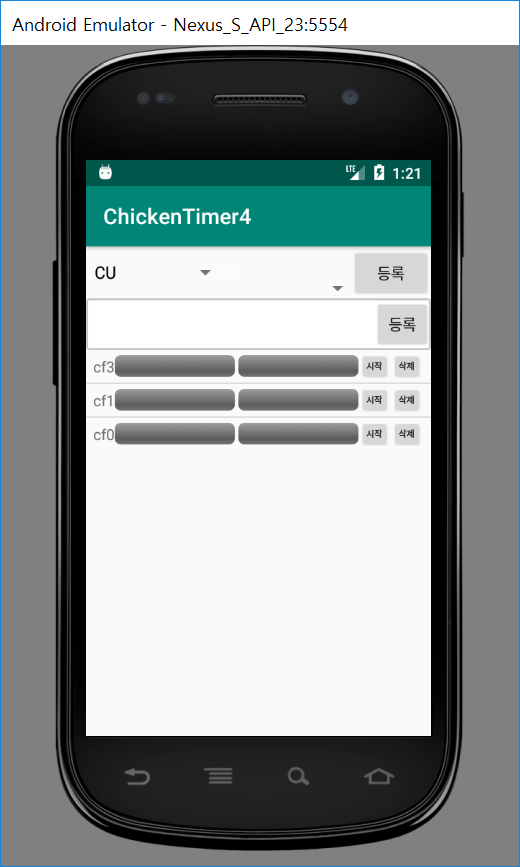 Android Emulator - Nexus_S_API_23:5554
LTE 1:21
ChickenTimer4
CU 등록
등록
cf3 시작 삭제
cf1 시작 삭제
cf0 시작 삭제